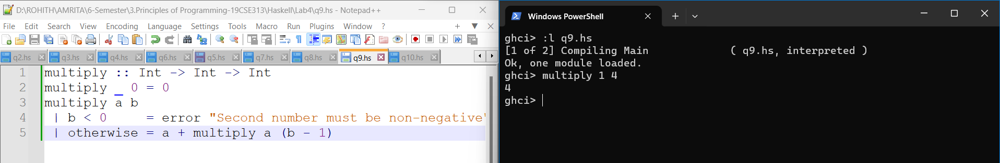 D:\ROHITH\AMRITA\6-Semester\3.Principles of Programming-19CSE313\Haskell\Lab4\q9.hs - Notepad++
File Edit Search View Encoding Language Settings Tools Macro Run Plugins Window ?
q2.hs q3.hs q4.hs q6.hs q5.hs q7.hs q8.hs q9.hs q10.hs
1 multiply :: Int -> Int -> Int
2 multiply _ 0 = 0
3 multiply a b
4  | b < 0     = error "Second number must be non-negative"
5  | otherwise = a + multiply a (b - 1)
Windows PowerShell
ghci> :l q9.hs
[1 of 2] Compiling Main             ( q9.hs, interpreted )
Ok, one module loaded.
ghci> multiply 1 4
4
ghci>